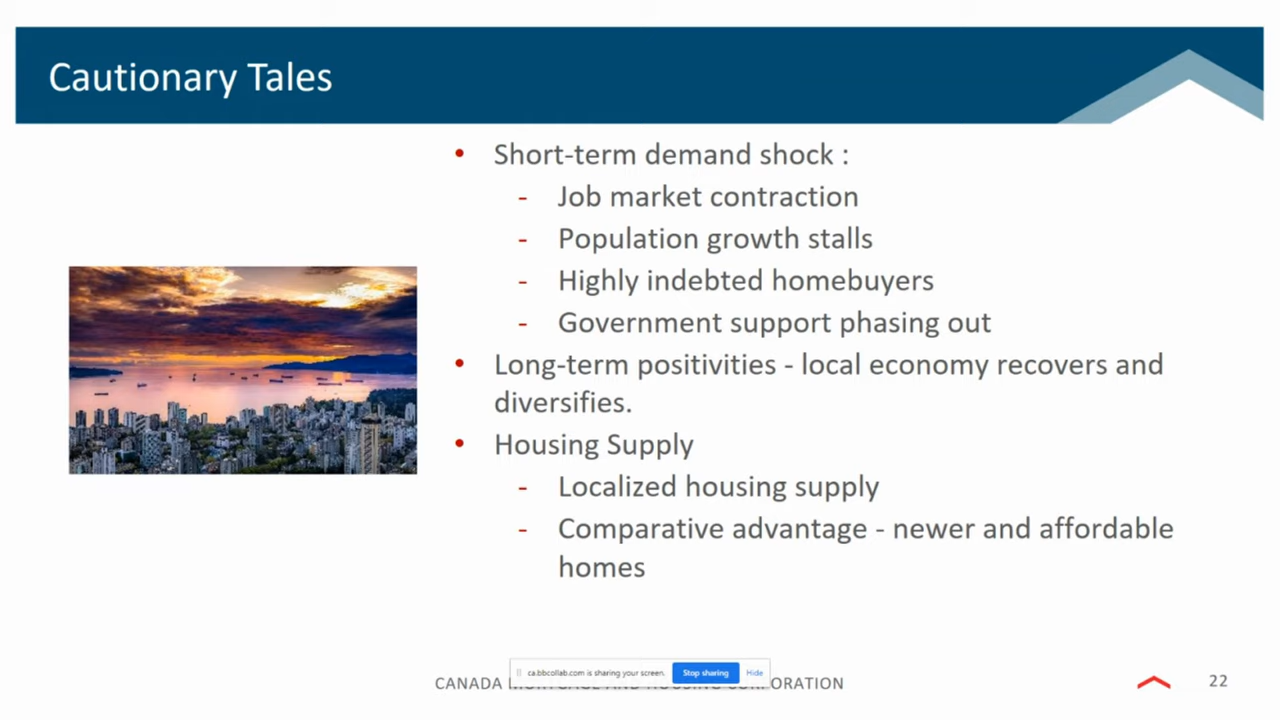 Cautionary Tales
• Short-term demand shock :
- Job market contraction
- Population growth stalls
- Highly indebted homebuyers
- Government support phasing out
• Long-term positivities - local economy recovers and
diversifies.
• Housing Supply
- Localized housing supply
- Comparative advantage - newer and affordable
homes
ca.bbcollab.com is sharing your screen. Stop sharing Hide
CANADA MORTGAGE AND HOUSING CORPORATION 22